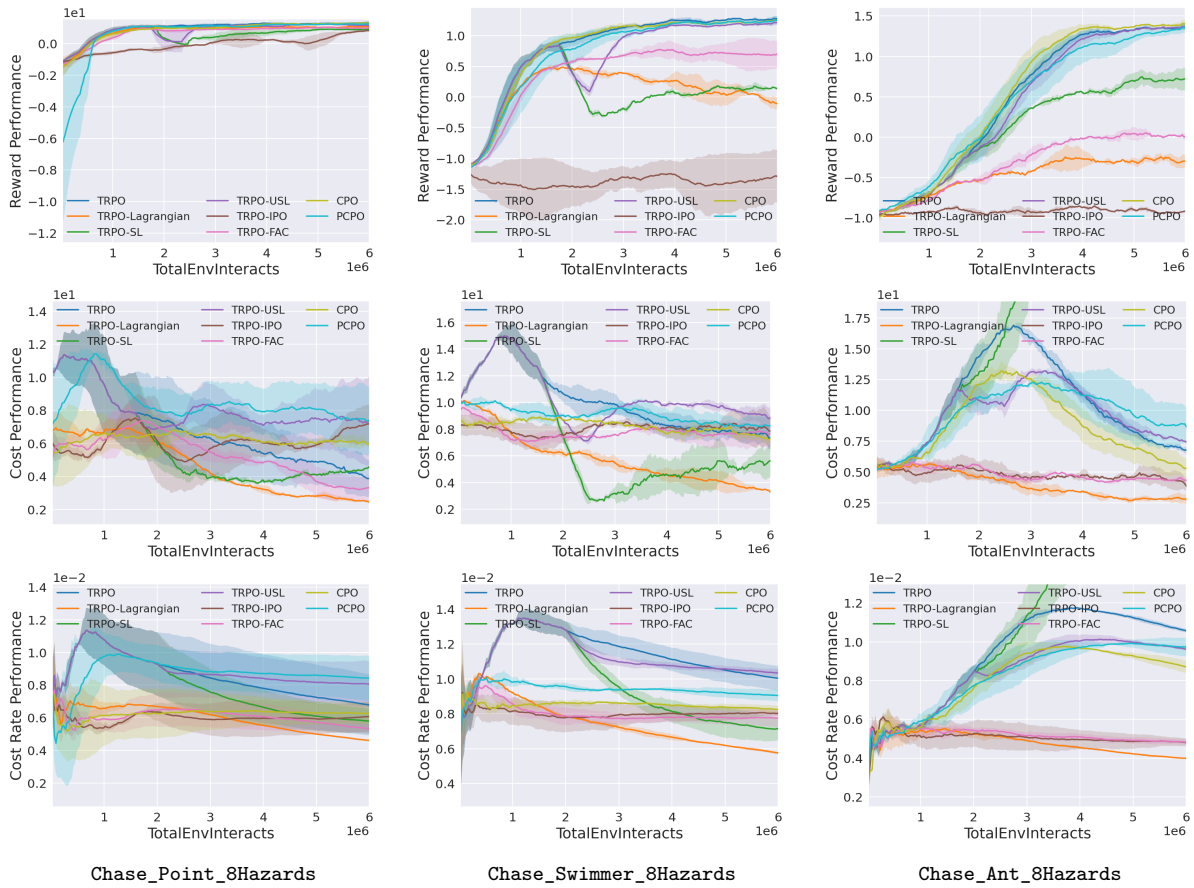 1e1
0.0
−0.2
−0.4
−0.6
−0.8
−1.0
−1.2
Reward Performance
TRPO
TRPO-Lagrangian
TRPO-SL
TRPO-USL
TRPO-IPO
TRPO-FAC
CPO
PCPO
1 2 3 4 5 6
TotalEnvInteracts
1e6
1.0
0.5
0.0
−0.5
−1.0
−1.5
−2.0
Reward Performance
TRPO
TRPO-Lagrangian
TRPO-SL
TRPO-USL
TRPO-IPO
TRPO-FAC
CPO
PCPO
1 2 3 4 5 6
TotalEnvInteracts
1e6
1.5
1.0
0.5
0.0
−0.5
−1.0
Reward Performance
TRPO
TRPO-Lagrangian
TRPO-SL
TRPO-USL
TRPO-IPO
TRPO-FAC
CPO
PCPO
1 2 3 4 5 6
TotalEnvInteracts
1e6
1e1
1.4
1.2
1.0
0.8
0.6
0.4
0.2
Cost Performance
TRPO
TRPO-Lagrangian
TRPO-SL
TRPO-USL
TRPO-IPO
TRPO-FAC
CPO
PCPO
1 2 3 4 5 6
TotalEnvInteracts
1e6
1e1
1.6
1.4
1.2
1.0
0.8
0.6
0.4
0.2
Cost Performance
TRPO
TRPO-Lagrangian
TRPO-SL
TRPO-USL
TRPO-IPO
TRPO-FAC
CPO
PCPO
1 2 3 4 5 6
TotalEnvInteracts
1e6
1e1
1.75
1.50
1.25
1.00
0.75
0.50
0.25
Cost Performance
TRPO
TRPO-Lagrangian
TRPO-SL
TRPO-USL
TRPO-IPO
TRPO-FAC
CPO
PCPO
1 2 3 4 5 6
TotalEnvInteracts
1e6
1e−2
1.4
1.2
1.0
0.8
0.6
0.4
0.2
Cost Rate Performance
TRPO
TRPO-Lagrangian
TRPO-SL
TRPO-USL
TRPO-IPO
TRPO-FAC
CPO
PCPO
1 2 3 4 5 6
TotalEnvInteracts
1e6
1e−2
1.4
1.2
1.0
0.8
0.6
0.4
Cost Rate Performance
TRPO
TRPO-Lagrangian
TRPO-SL
TRPO-USL
TRPO-IPO
TRPO-FAC
CPO
PCPO
1 2 3 4 5 6
TotalEnvInteracts
1e6
1e−2
1.2
1.0
0.8
0.6
0.4
0.2
Cost Rate Performance
TRPO
TRPO-Lagrangian
TRPO-SL
TRPO-USL
TRPO-IPO
TRPO-FAC
CPO
PCPO
1 2 3 4 5 6
TotalEnvInteracts
1e6
Chase_Point_8Hazards
Chase_Swimmer_8Hazards
Chase_Ant_8Hazards